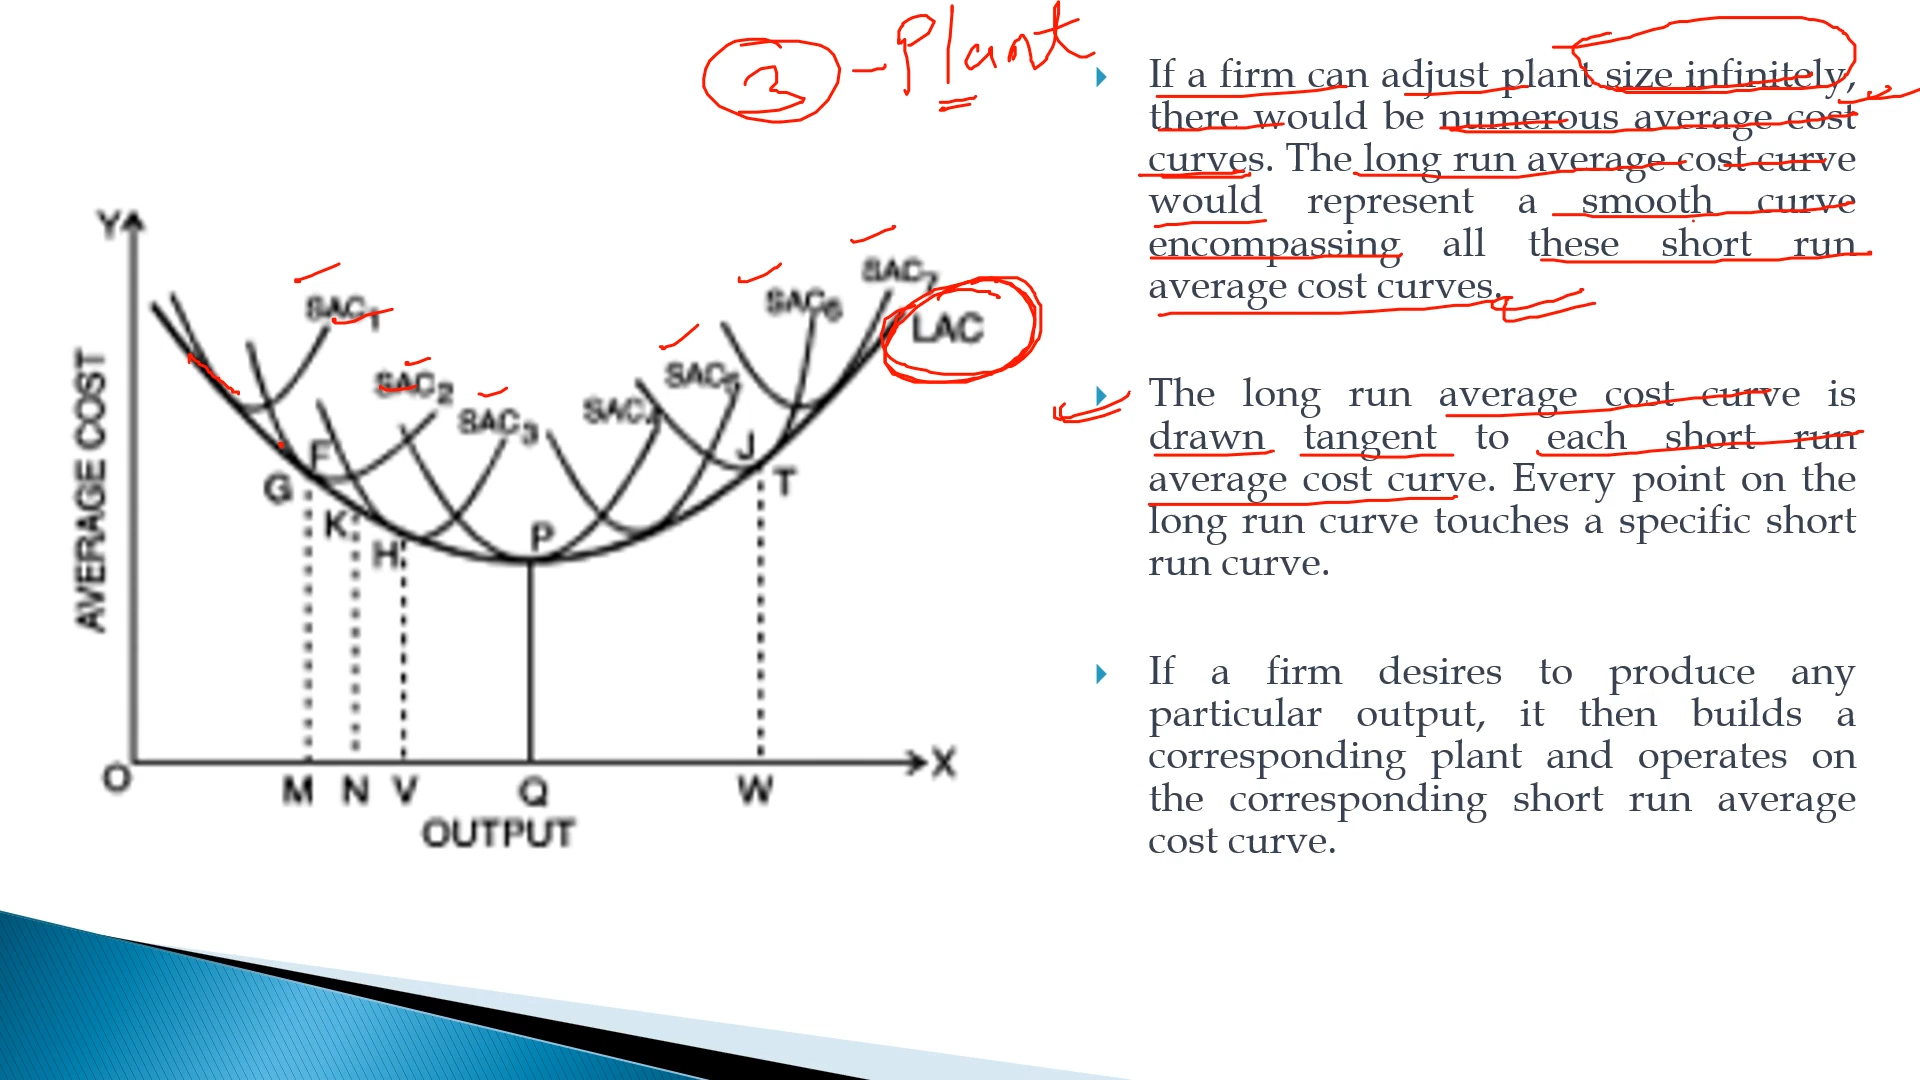 3 - Plant
If a firm can adjust plant size infinitely,
there would be numerous average cost
curves. The long run average cost curve
would represent a smooth curve
encompassing all these short run
average cost curves.
The long run average cost curve is
drawn tangent to each short run
average cost curve. Every point on the
long run curve touches a specific short
run curve.
If a firm desires to produce any
particular output, it then builds a
corresponding plant and operates on
the corresponding short run average
cost curve.
Y
AVERAGE COST
SAC1
SAC2
SAC3
SAC4
SAC5
SAC6
SAC7
LAC
F
G
K
H
P
J
T
O
M N V Q W
X
OUTPUT